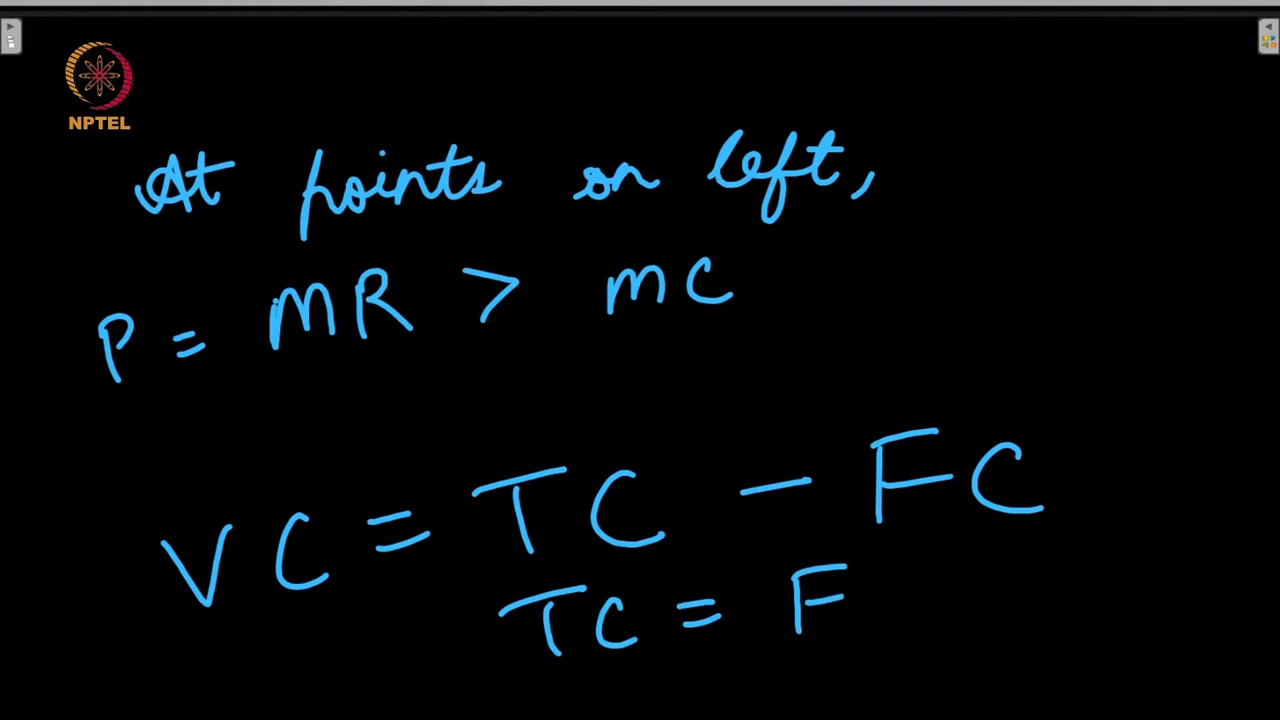 NPTEL
At points on left,
P = MR > MC
VC = TC - FC
TC = F